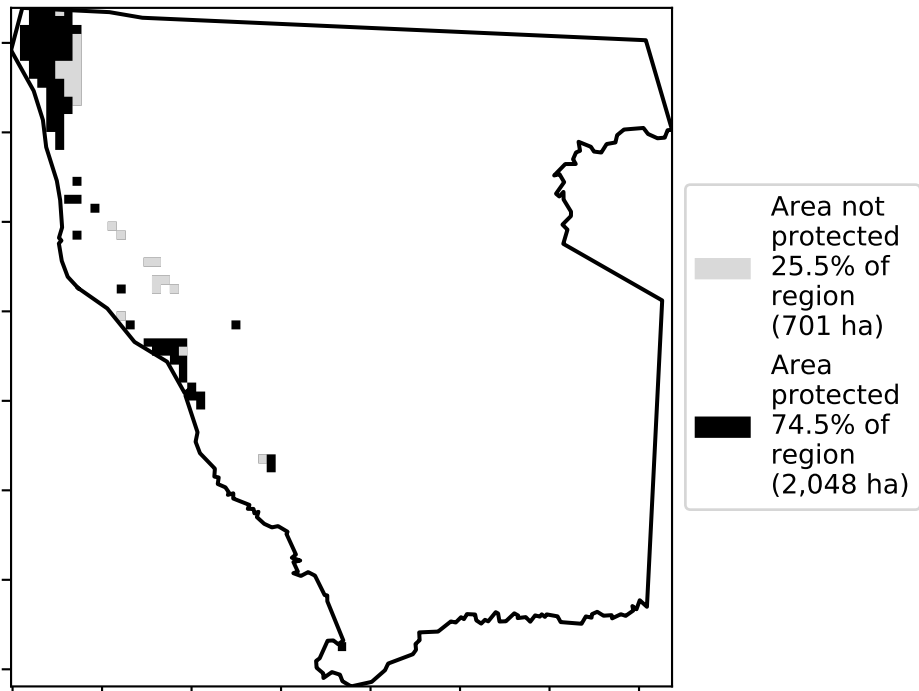 Area not
protected
25.5% of
region
(701 ha)
Area
protected
74.5% of
region
(2,048 ha)